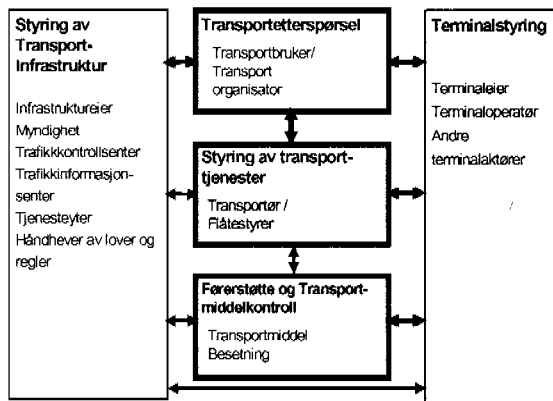 Styring av
Transport-
Infrastruktur
Infrastruktureier
Myndighet
Trafikkkontrollsenter
Trafikkinformasjon-
senter
Tjenesteyter
Håndhever av lover og
regler
Transportetterspørsel
Transportbruker/
Transport
organisator
Styring av transport-
tjenester
Transportør /
Flåtestyrer
Førerstøtte og Transport-
middelkontroll
Transportmiddel
Besetning
Terminalstyring
Terminaleier
Terminaloperatør
Andre
terminalaktører